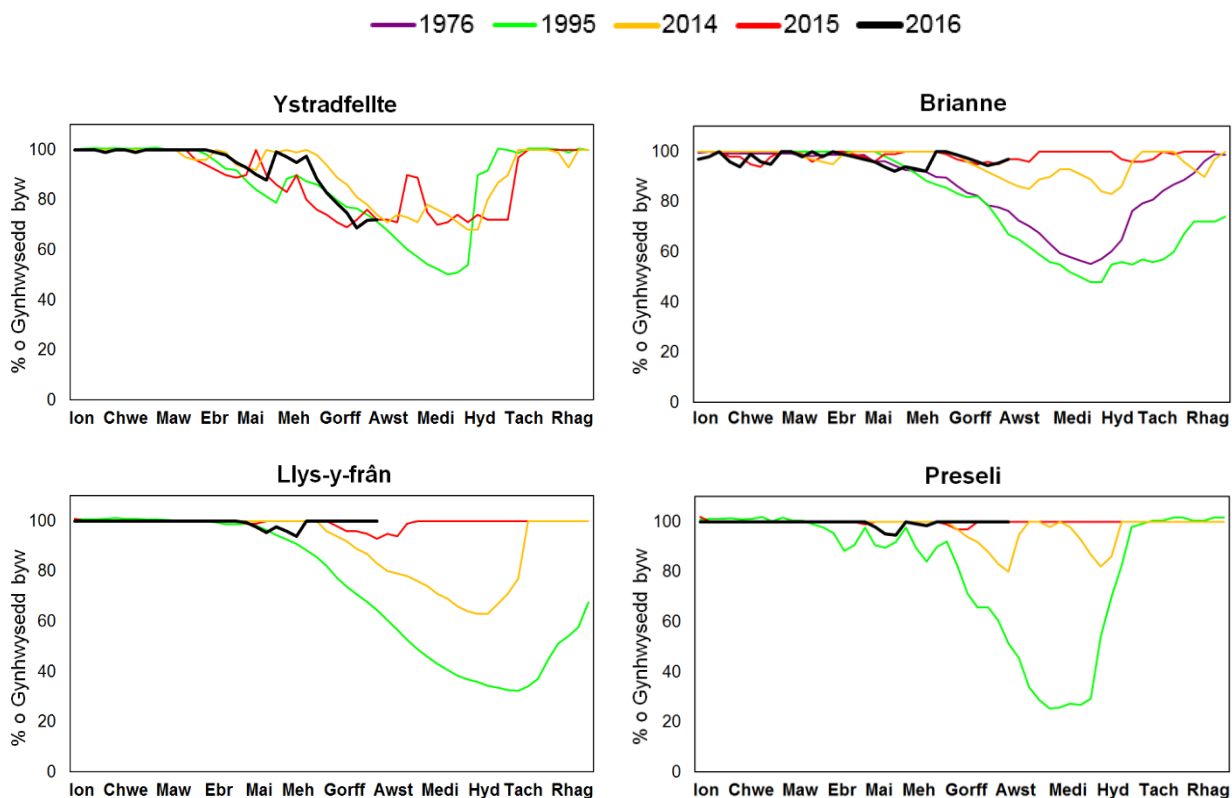 1976 1995 2014 2015 2016
Ystradfellte
% o Gynhwysedd byw
100
80
60
40
20
0
Ion Chwe Maw Ebr Mai Meh Gorff Awst Medi Hyd Tach Rhag
Brianne
% o Gynhwysedd byw
100
80
60
40
20
0
Ion Chwe Maw Ebr Mai Meh Gorff Awst Medi Hyd Tach Rhag
Llys-y-frân
% o Gynhwysedd byw
100
80
60
40
20
0
Ion Chwe Maw Ebr Mai Meh Gorff Awst Medi Hyd Tach Rhag
Preseli
% o Gynhwysedd byw
100
80
60
40
20
0
Ion Chwe Maw Ebr Mai Meh Gorff Awst Medi Hyd Tach Rhag